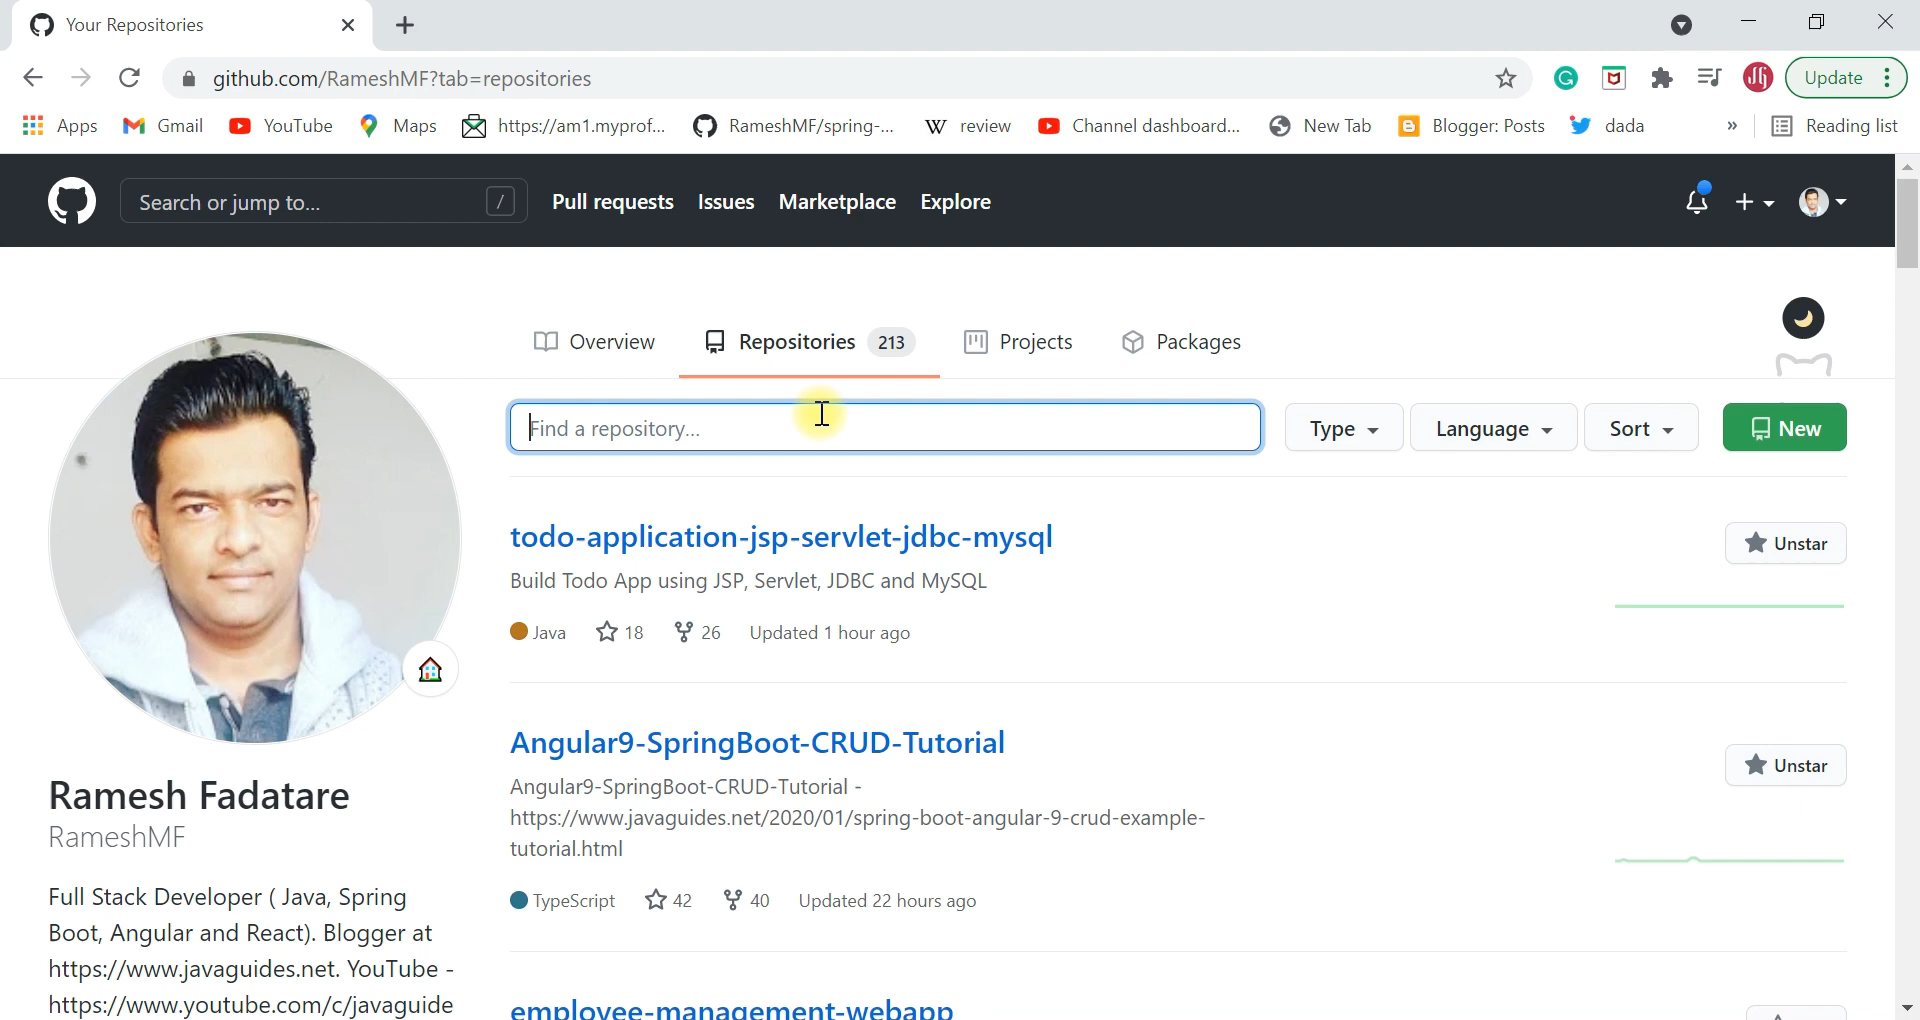 Your Repositories
github.com/RameshMF?tab=repositories
Update
Apps
Gmail
YouTube
Maps
https://am1.myprof...
RameshMF/spring-...
W review
Channel dashboard...
New Tab
Blogger: Posts
dada
»
Reading list
Search or jump to...
/
Pull requests
Issues
Marketplace
Explore
Overview
Repositories 213
Projects
Packages
Find a repository...
Type
Language
Sort
New
todo-application-jsp-servlet-jdbc-mysql
Unstar
Build Todo App using JSP, Servlet, JDBC and MySQL
Java 18 26 Updated 1 hour ago
Angular9-SpringBoot-CRUD-Tutorial
Unstar
Angular9-SpringBoot-CRUD-Tutorial -
https://www.javaguides.net/2020/01/spring-boot-angular-9-crud-example-
tutorial.html
TypeScript 42 40 Updated 22 hours ago
employee-management-webapp
Ramesh Fadatare
RameshMF
Full Stack Developer ( Java, Spring
Boot, Angular and React). Blogger at
https://www.javaguides.net. YouTube -
https://www.youtube.com/c/javaguide